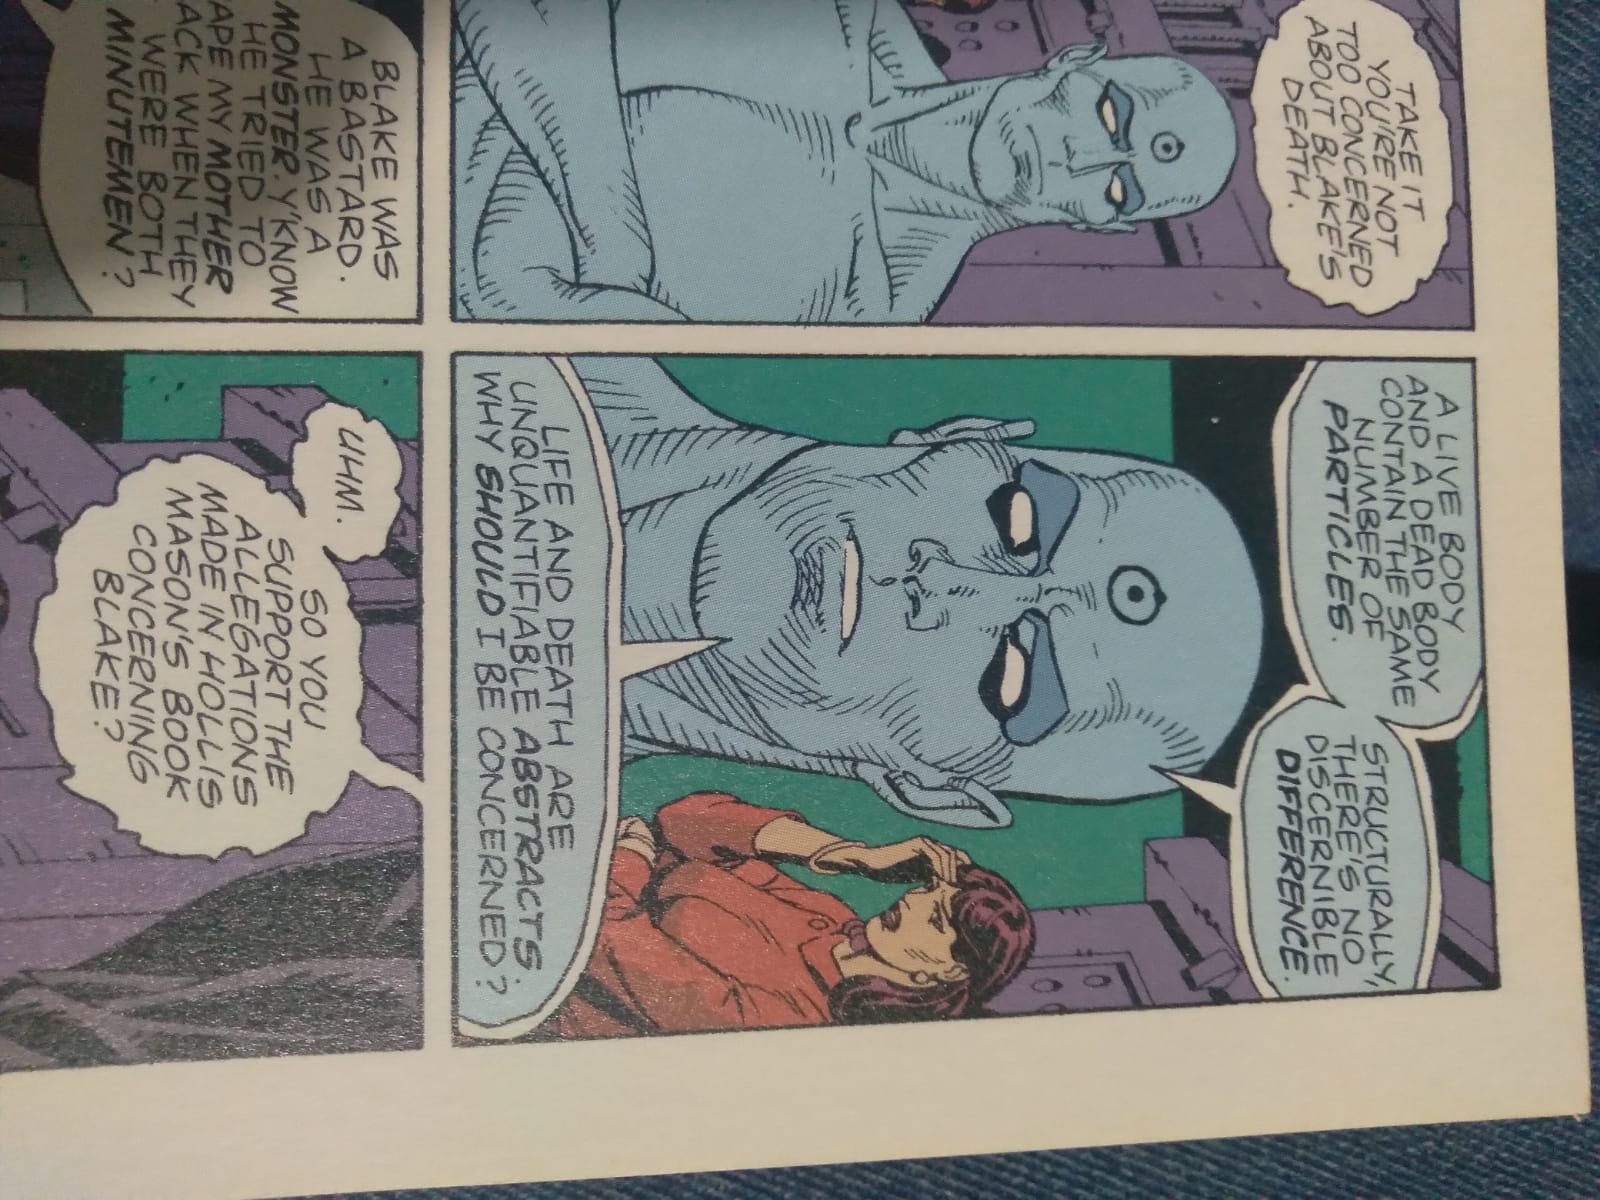 TAKE IT
YOU'RE NOT
TOO CONCERNED
ABOUT BLAKE'S
DEATH.
A LIVE BODY
AND A DEAD BODY
CONTAIN THE SAME
NUMBER OF
PARTICLES.
STRUCTURALLY,
THERE'S NO
DISCERNIBLE
DIFFERENCE.
LIFE AND DEATH ARE
UNQUANTIFIABLE ABSTRACTS.
WHY SHOULD I BE CONCERNED?
BLAKE WAS
A BASTARD.
HE WAS A
MONSTER. Y'KNOW
HE TRIED TO
APE MY MOTHER
ACK WHEN THEY
WERE BOTH
MINUTEMEN?
UHM.
SO YOU
SUPPORT THE
ALLEGATIONS
MADE IN HOLLIS
MASON'S BOOK
CONCERNING
BLAKE?